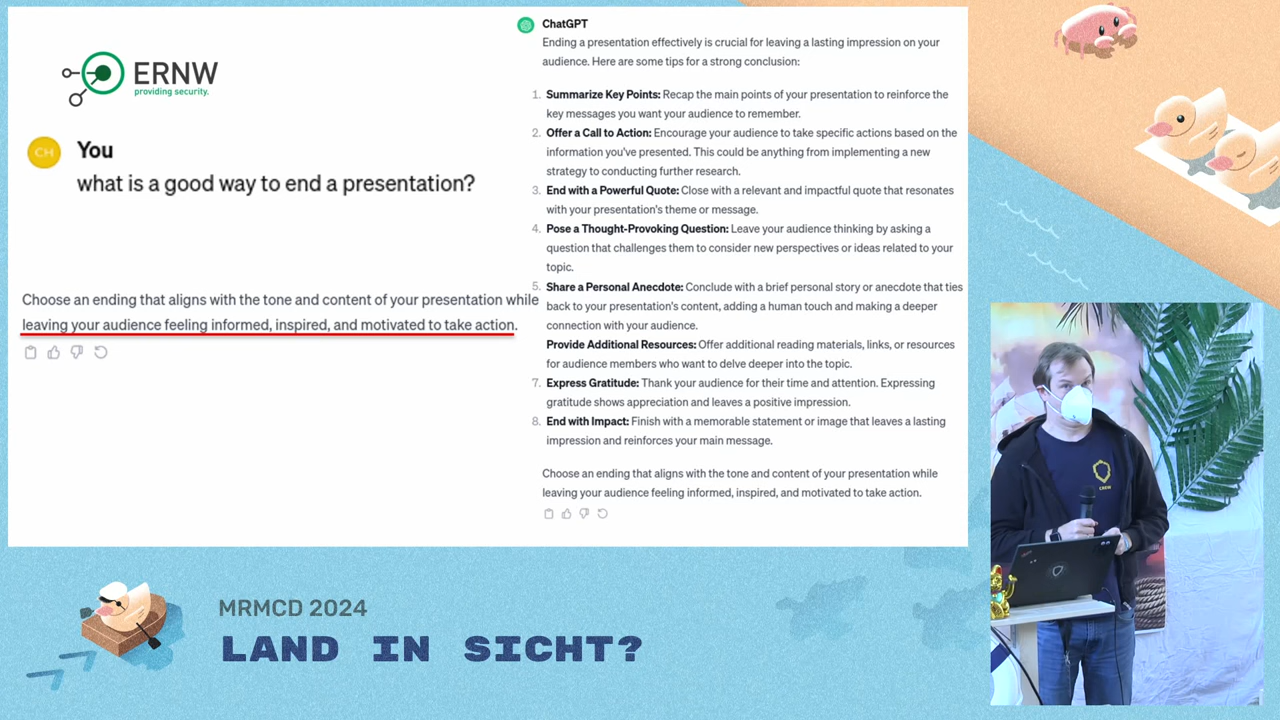 ERNW
providing security.
CH
You
what is a good way to end a presentation?
Choose an ending that aligns with the tone and content of your presentation while
leaving your audience feeling informed, inspired, and motivated to take action.
ChatGPT
Ending a presentation effectively is crucial for leaving a lasting impression on your
audience. Here are some tips for a strong conclusion:
1. Summarize Key Points: Recap the main points of your presentation to reinforce the
key messages you want your audience to remember.
2. Offer a Call to Action: Encourage your audience to take specific actions based on the
information you've presented. This could be anything from implementing a new
strategy to conducting further research.
3. End with a Powerful Quote: Close with a relevant and impactful quote that resonates
with your presentation's theme or message.
4. Pose a Thought-Provoking Question: Leave your audience thinking by asking a
question that challenges them to consider new perspectives or ideas related to your
topic.
5. Share a Personal Anecdote: Conclude with a brief personal story or anecdote that ties
back to your presentation's content, adding a human touch and making a deeper
connection with your audience.
Provide Additional Resources: Offer additional reading materials, links, or resources
for audience members who want to delve deeper into the topic.
7. Express Gratitude: Thank your audience for their time and attention. Expressing
gratitude shows appreciation and leaves a positive impression.
8. End with Impact: Finish with a memorable statement or image that leaves a lasting
impression and reinforces your main message.
Choose an ending that aligns with the tone and content of your presentation while
leaving your audience feeling informed, inspired, and motivated to take action.
CREW
MRMCD 2024
LAND IN SICHT?